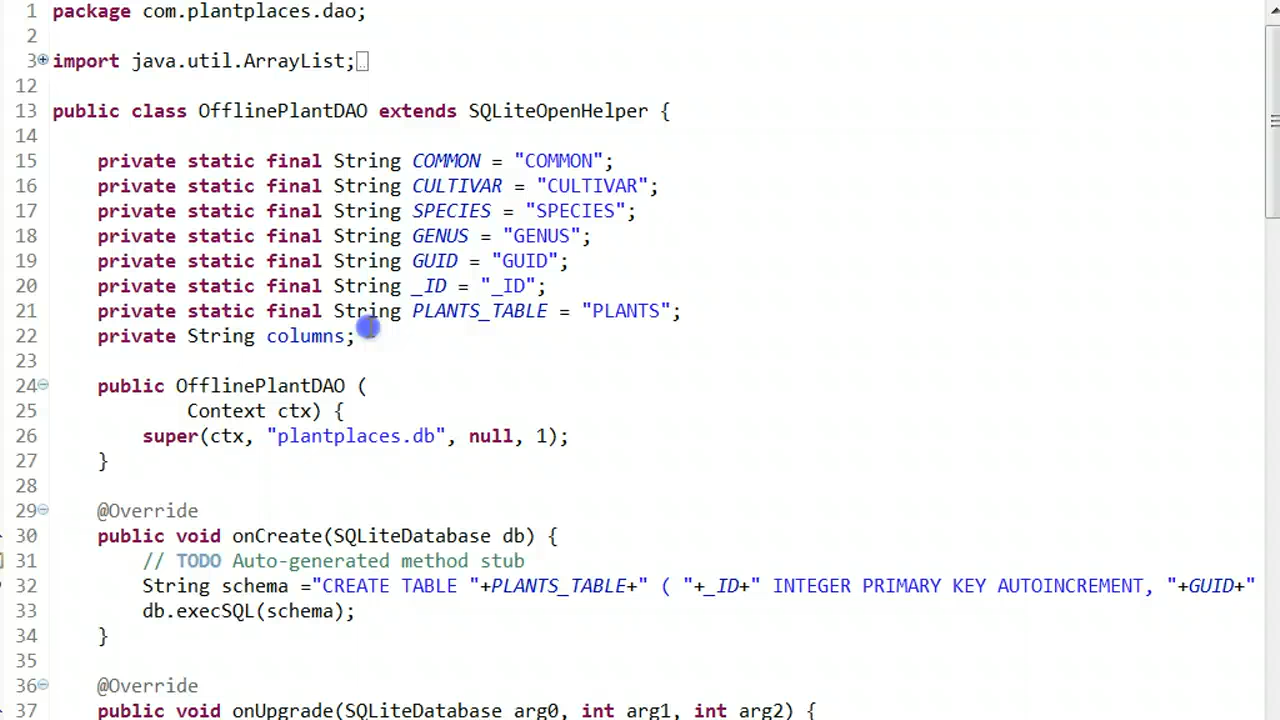 1 package com.plantplaces.dao;
2
3 import java.util.ArrayList;
12
13 public class OfflinePlantDAO extends SQLiteOpenHelper {
14
15 private static final String COMMON = "COMMON";
16 private static final String CULTIVAR = "CULTIVAR";
17 private static final String SPECIES = "SPECIES";
18 private static final String GENUS = "GENUS";
19 private static final String GUID = "GUID";
20 private static final String _ID = "_ID";
21 private static final String PLANTS_TABLE = "PLANTS";
22 private String columns;
23
24 public OfflinePlantDAO (
25 Context ctx) {
26 super(ctx, "plantplaces.db", null, 1);
27 }
28
29 @Override
30 public void onCreate(SQLiteDatabase db) {
31 // TODO Auto-generated method stub
32 String schema ="CREATE TABLE "+PLANTS_TABLE+" ( "+_ID+" INTEGER PRIMARY KEY AUTOINCREMENT, "+GUID+"
33 db.execSQL(schema);
34 }
35
36 @Override
37 public void onUpgrade(SQLiteDatabase arg0, int arg1, int arg2) {